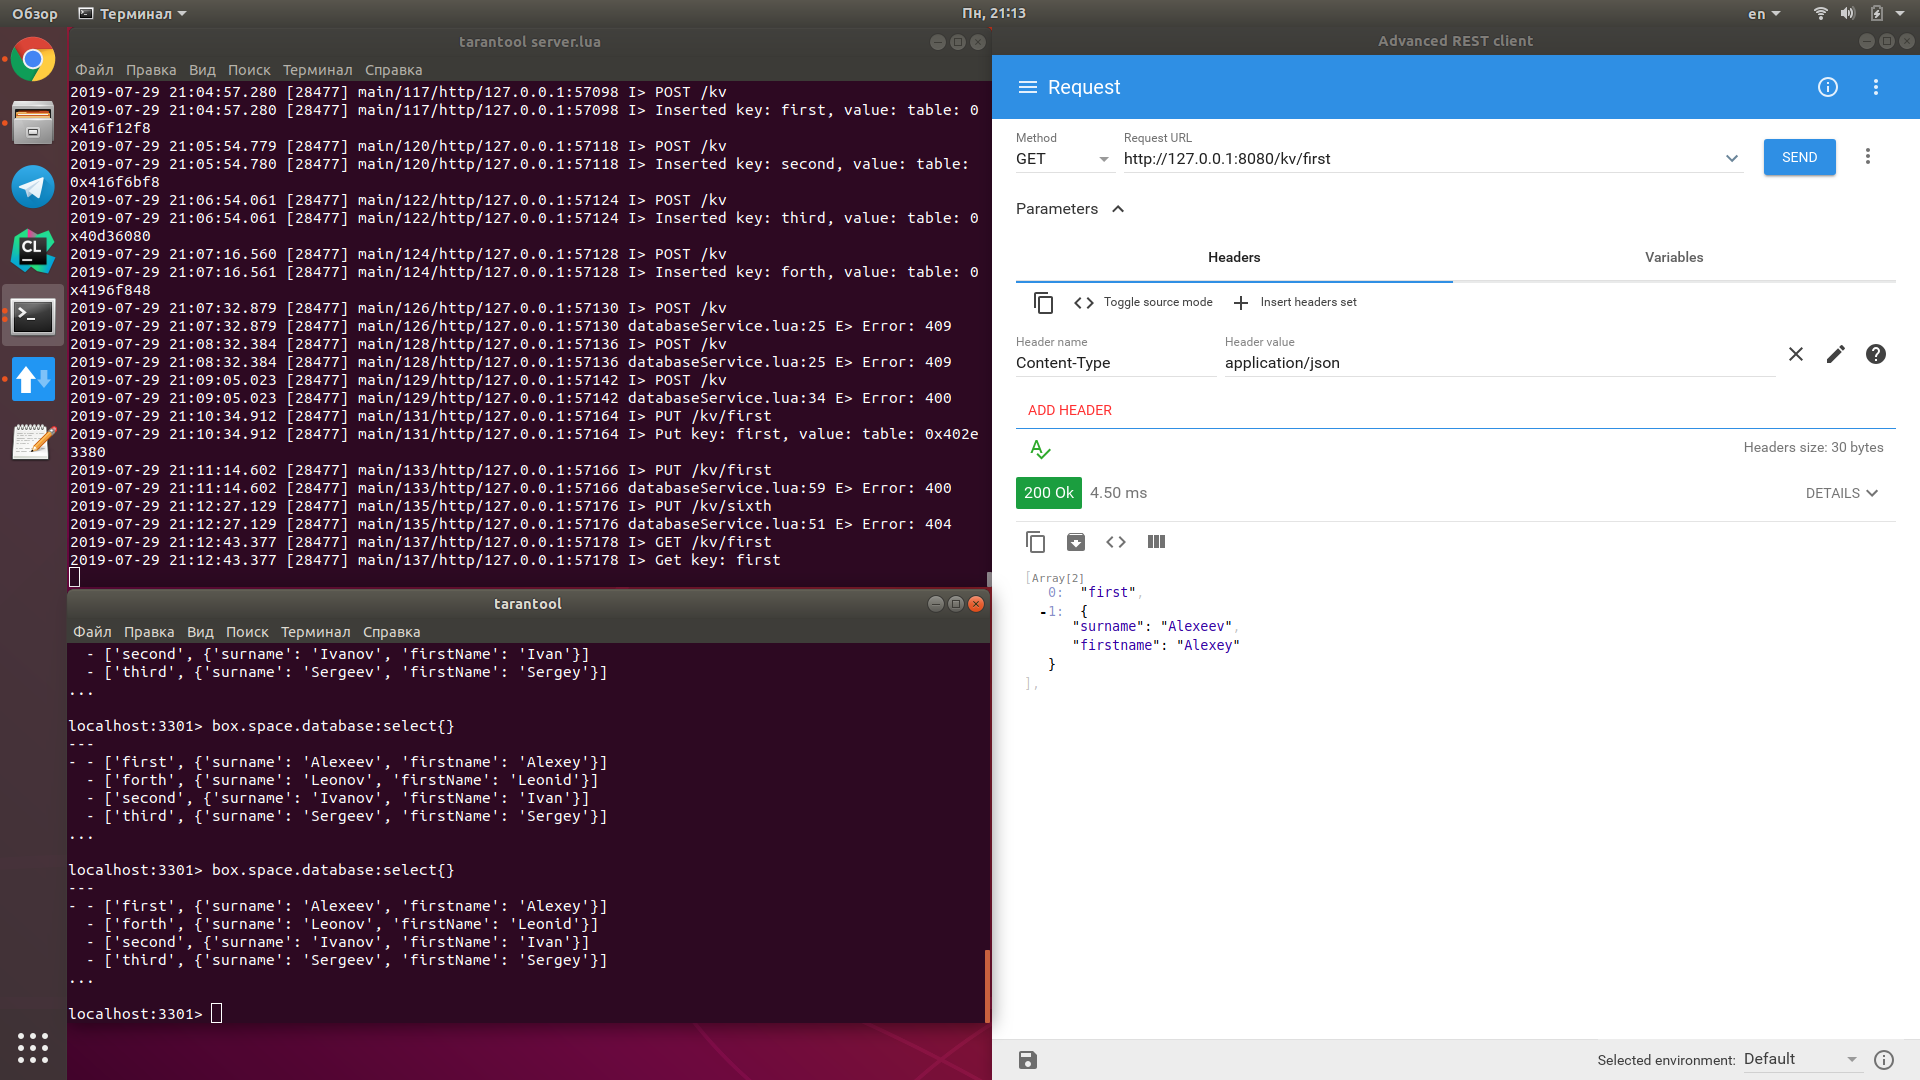 Обзор
Терминал
Пн, 21:13
en
tarantool server.lua
Файл Правка Вид Поиск Терминал Справка
2019-07-29 21:04:57.280 [28477] main/117/http/127.0.0.1:57098 I> POST /kv
2019-07-29 21:04:57.280 [28477] main/117/http/127.0.0.1:57098 I> Inserted key: first, value: table: 0
x416f12f8
2019-07-29 21:05:54.779 [28477] main/120/http/127.0.0.1:57118 I> POST /kv
2019-07-29 21:05:54.780 [28477] main/120/http/127.0.0.1:57118 I> Inserted key: second, value: table:
0x416f6bf8
2019-07-29 21:06:54.061 [28477] main/122/http/127.0.0.1:57124 I> POST /kv
2019-07-29 21:06:54.061 [28477] main/122/http/127.0.0.1:57124 I> Inserted key: third, value: table: 0
x40d36080
2019-07-29 21:07:16.560 [28477] main/124/http/127.0.0.1:57128 I> POST /kv
2019-07-29 21:07:16.561 [28477] main/124/http/127.0.0.1:57128 I> Inserted key: forth, value: table: 0
x4196f848
2019-07-29 21:07:32.879 [28477] main/126/http/127.0.0.1:57130 I> POST /kv
2019-07-29 21:07:32.879 [28477] main/126/http/127.0.0.1:57130 databaseService.lua:25 E> Error: 409
2019-07-29 21:08:32.384 [28477] main/128/http/127.0.0.1:57136 I> POST /kv
2019-07-29 21:08:32.384 [28477] main/128/http/127.0.0.1:57136 databaseService.lua:25 E> Error: 409
2019-07-29 21:09:05.023 [28477] main/129/http/127.0.0.1:57142 I> POST /kv
2019-07-29 21:09:05.023 [28477] main/129/http/127.0.0.1:57142 databaseService.lua:34 E> Error: 400
2019-07-29 21:10:34.912 [28477] main/131/http/127.0.0.1:57164 I> PUT /kv/first
2019-07-29 21:10:34.912 [28477] main/131/http/127.0.0.1:57164 I> Put key: first, value: table: 0x402e
3380
2019-07-29 21:11:14.602 [28477] main/133/http/127.0.0.1:57166 I> PUT /kv/first
2019-07-29 21:11:14.602 [28477] main/133/http/127.0.0.1:57166 databaseService.lua:59 E> Error: 400
2019-07-29 21:12:27.129 [28477] main/135/http/127.0.0.1:57176 I> PUT /kv/sixth
2019-07-29 21:12:27.129 [28477] main/135/http/127.0.0.1:57176 databaseService.lua:51 E> Error: 404
2019-07-29 21:12:43.377 [28477] main/137/http/127.0.0.1:57178 I> GET /kv/first
2019-07-29 21:12:43.377 [28477] main/137/http/127.0.0.1:57178 I> Get key: first
tarantool
Файл Правка Вид Поиск Терминал Справка
- ['second', {'surname': 'Ivanov', 'firstName': 'Ivan'}]
- ['third', {'surname': 'Sergeev', 'firstName': 'Sergey'}]
...
localhost:3301> box.space.database:select{}
---
- - ['first', {'surname': 'Alexeev', 'firstname': 'Alexey'}]
- ['forth', {'surname': 'Leonov', 'firstName': 'Leonid'}]
- ['second', {'surname': 'Ivanov', 'firstName': 'Ivan'}]
- ['third', {'surname': 'Sergeev', 'firstName': 'Sergey'}]
...
localhost:3301> box.space.database:select{}
---
- - ['first', {'surname': 'Alexeev', 'firstname': 'Alexey'}]
- ['forth', {'surname': 'Leonov', 'firstName': 'Leonid'}]
- ['second', {'surname': 'Ivanov', 'firstName': 'Ivan'}]
- ['third', {'surname': 'Sergeev', 'firstName': 'Sergey'}]
...
localhost:3301>
CL
>_
Advanced REST client
Request
Method
GET
Request URL
http://127.0.0.1:8080/kv/first
SEND
Parameters
Headers
Variables
Toggle source mode
Insert headers set
Header name
Content-Type
Header value
application/json
ADD HEADER
Headers size: 30 bytes
200 Ok
4.50 ms
DETAILS
[Array[2]
0: "first",
-1: {
"surname": "Alexeev",
"firstname": "Alexey"
}
],
Selected environment:
Default